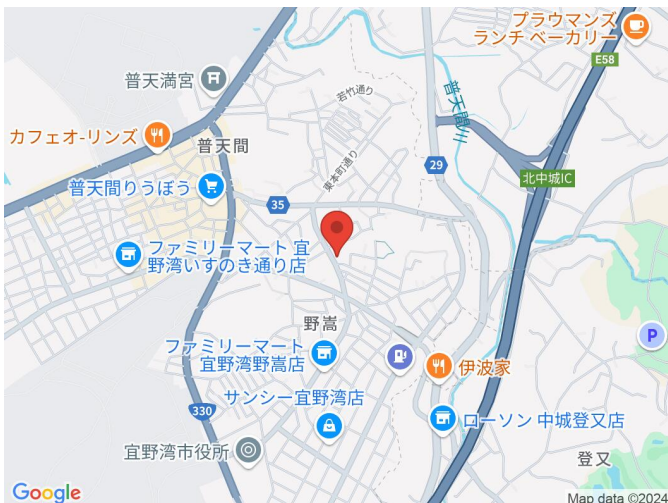 プラウマンズ
ランチ ベーカリー
E58
普天満宮
若竹通り
普天間川
カフェオ-リンズ
普天間
東本町通り
29
北中城IC
普天間りうぼう
35
ファミリーマート 宜
野湾いすのき通り店
野嵩
ファミリーマート
宜野湾野嵩店
伊波家
P
サンシー宜野湾店
330
ローソン 中城登又店
宜野湾市役所
登又
Google
Map data ©2024